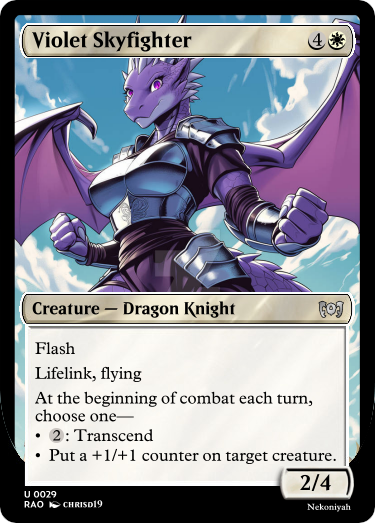 Violet Skyfighter 4
Creature — Dragon Knight
Flash
Lifelink, flying
At the beginning of combat each turn,
choose one—
• 2: Transcend
• Put a +1/+1 counter on target creature.
2/4
U 0029
RAO CHRISD19
Nekoniyah